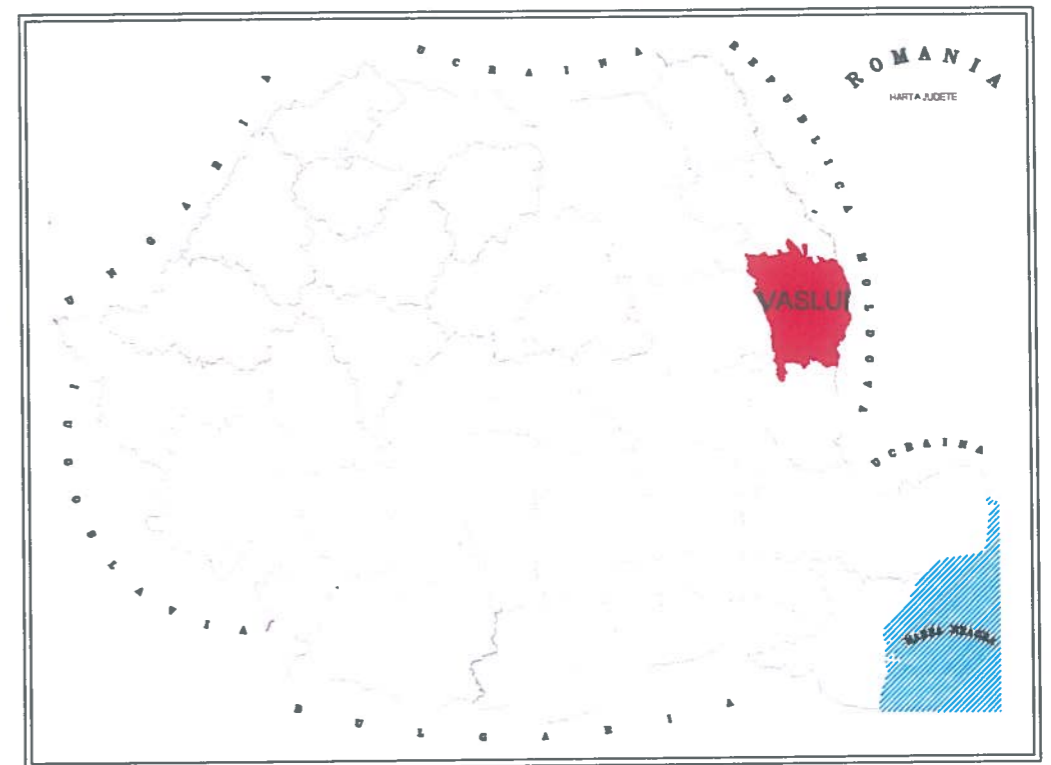 UCRAINA
REPUBLICA MOLDOVA
ROMANIA
HARTA JUDETE
UNGARIA
VASLUI
IUGOSLAVIA
UCRAINA
MAREA NEAGRA
BULGARIA